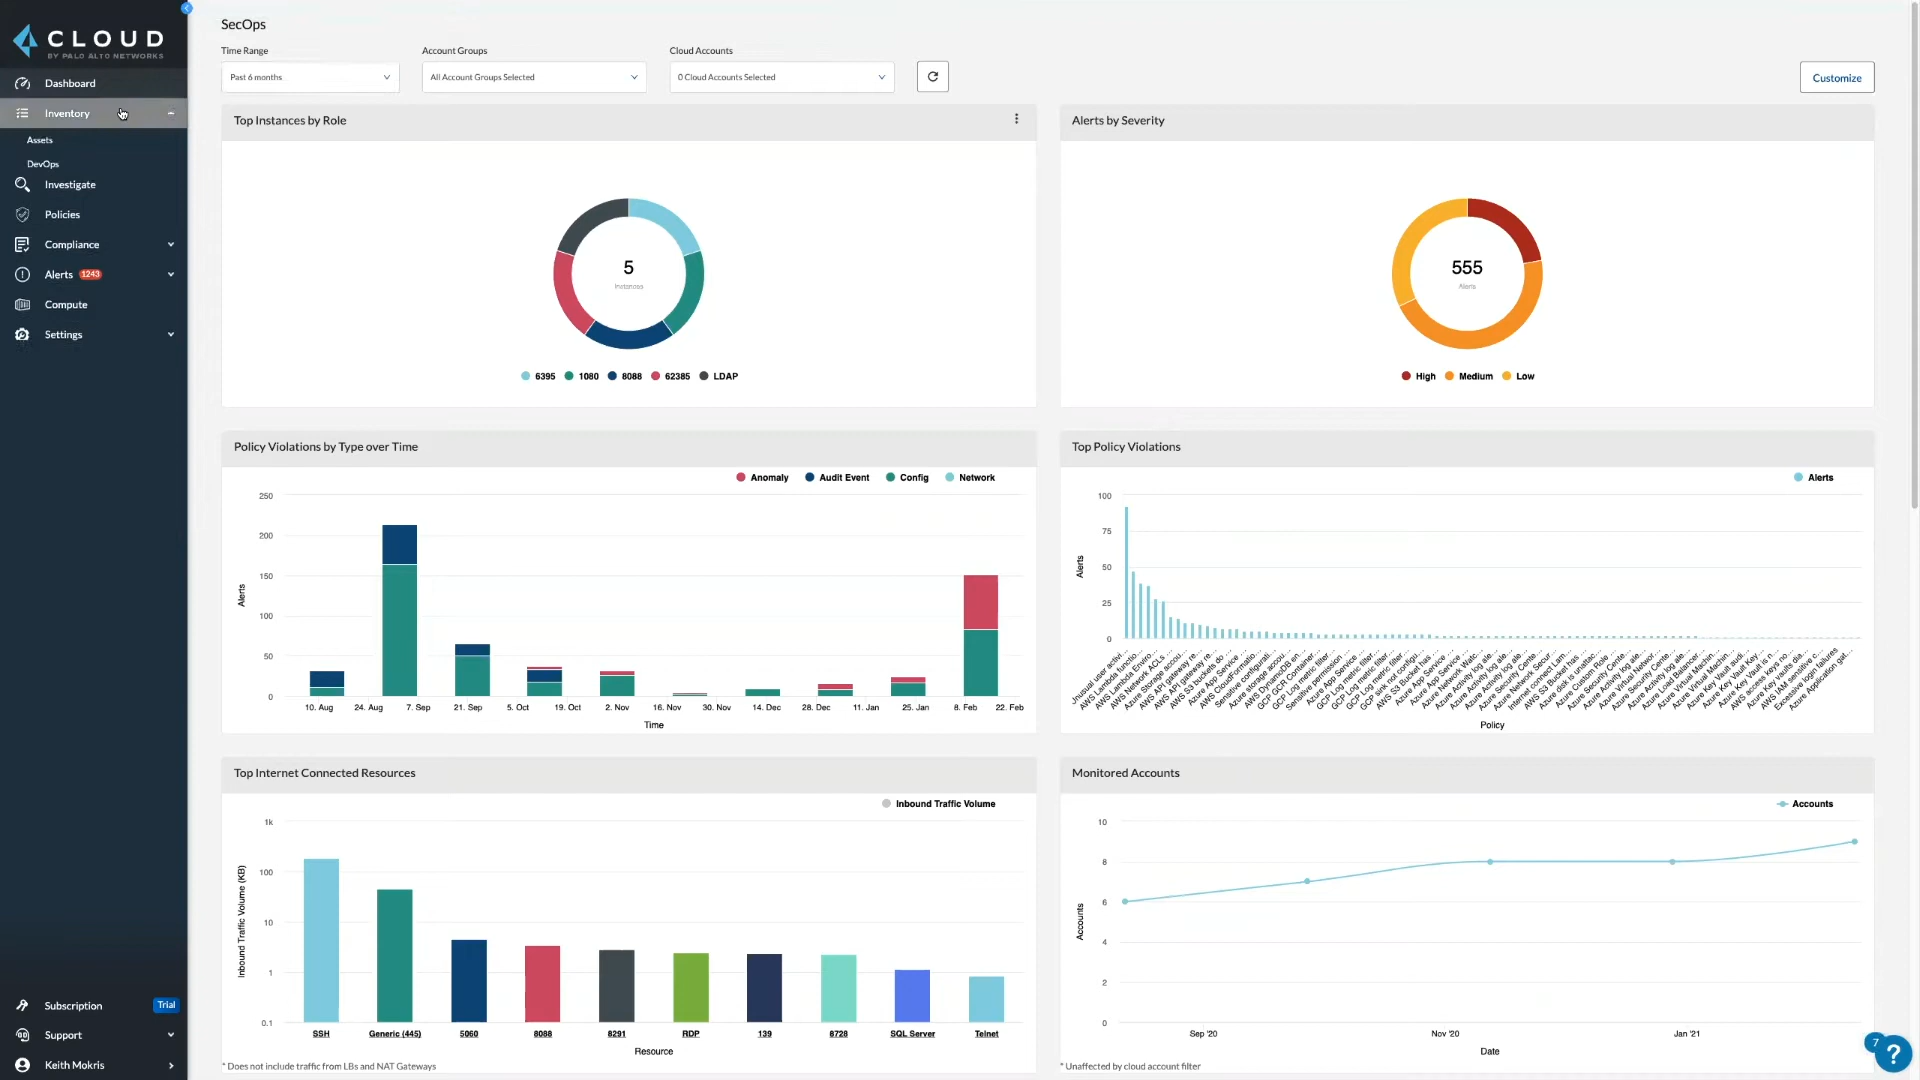 CLOUD
BY PALO ALTO NETWORKS
Dashboard
Inventory
Assets
DevOps
Investigate
Policies
Compliance
Alerts 1243
Compute
Settings
Subscription Trial
Support
Keith Mokris
SecOps
Time Range Account Groups Cloud Accounts
Past 6 months All Account Groups Selected 0 Cloud Accounts Selected
Customize
Top Instances by Role
5
Instances
6395 1080 8088 62385 LDAP
Alerts by Severity
555
Alerts
High Medium Low
Policy Violations by Type over Time
Anomaly Audit Event Config Network
250
200
150
100
50
0
Alerts
10. Aug 24. Aug 7. Sep 21. Sep 5. Oct 19. Oct 2. Nov 16. Nov 30. Nov 14. Dec 28. Dec 11. Jan 25. Jan 8. Feb 22. Feb
Time
Top Policy Violations
Alerts
100
75
50
25
0
Alerts
Policy
Top Internet Connected Resources
Inbound Traffic Volume
1k
100
10
1
0.1
Inbound Traffic Volume (KB)
SSH Generic (445) 5060 8088 8291 RDP 139 8728 SQL Server Telnet
Resource
* Does not include traffic from LBs and NAT Gateways
Monitored Accounts
Accounts
10
8
6
4
2
0
Accounts
Sep '20 Nov '20 Jan '21
Date
* Unaffected by cloud account filter
7
?